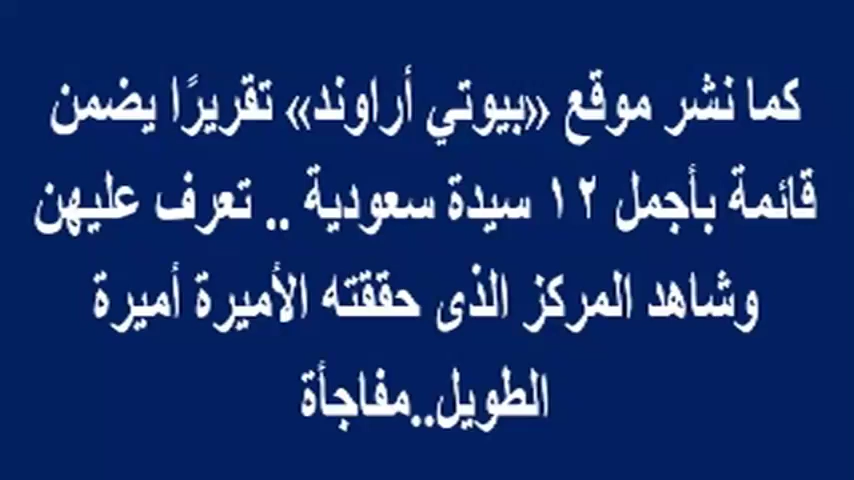 كما نشر موقع «بيوتي أراوند» تقريرًا يضمن
قائمة بأجمل ١٢ سيدة سعودية .. تعرف عليهن
وشاهد المركز الذى حققته الأميرة أميرة
الطويل..مفاجأة